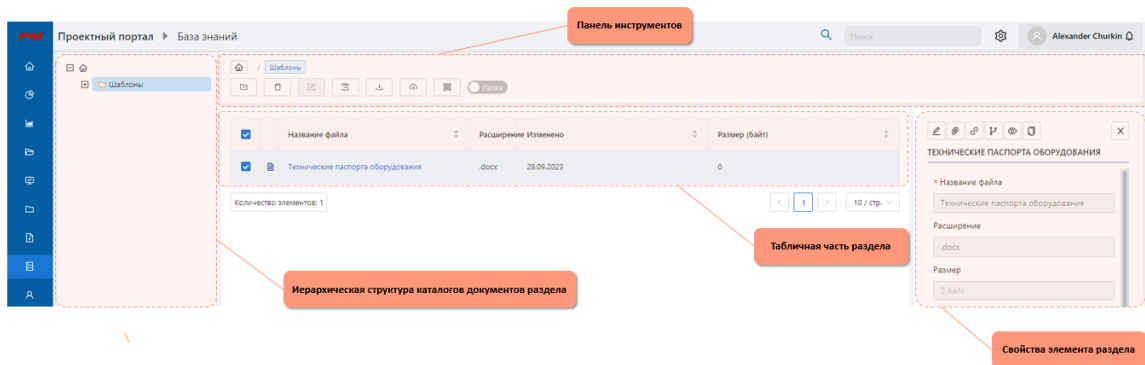 Панель инструментов
PM
Проектный портал
База знаний
Поиск
Alexander Churkin
Шаблоны
/ Шаблоны
Папки
Название файла
Расширение
Изменено
Размер (байт)
Технические паспорта оборудования
.docx
28.09.2023
0
Количество элементов: 1
< 1 >
10 / стр.
ТЕХНИЧЕСКИЕ ПАСПОРТА ОБОРУДОВАНИЯ
* Название файла
Технические паспорта оборудования
Расширение
.docx
Размер
0 байт
Табличная часть раздела
Иерархическая структура каталогов документов раздела
Свойства элемента раздела